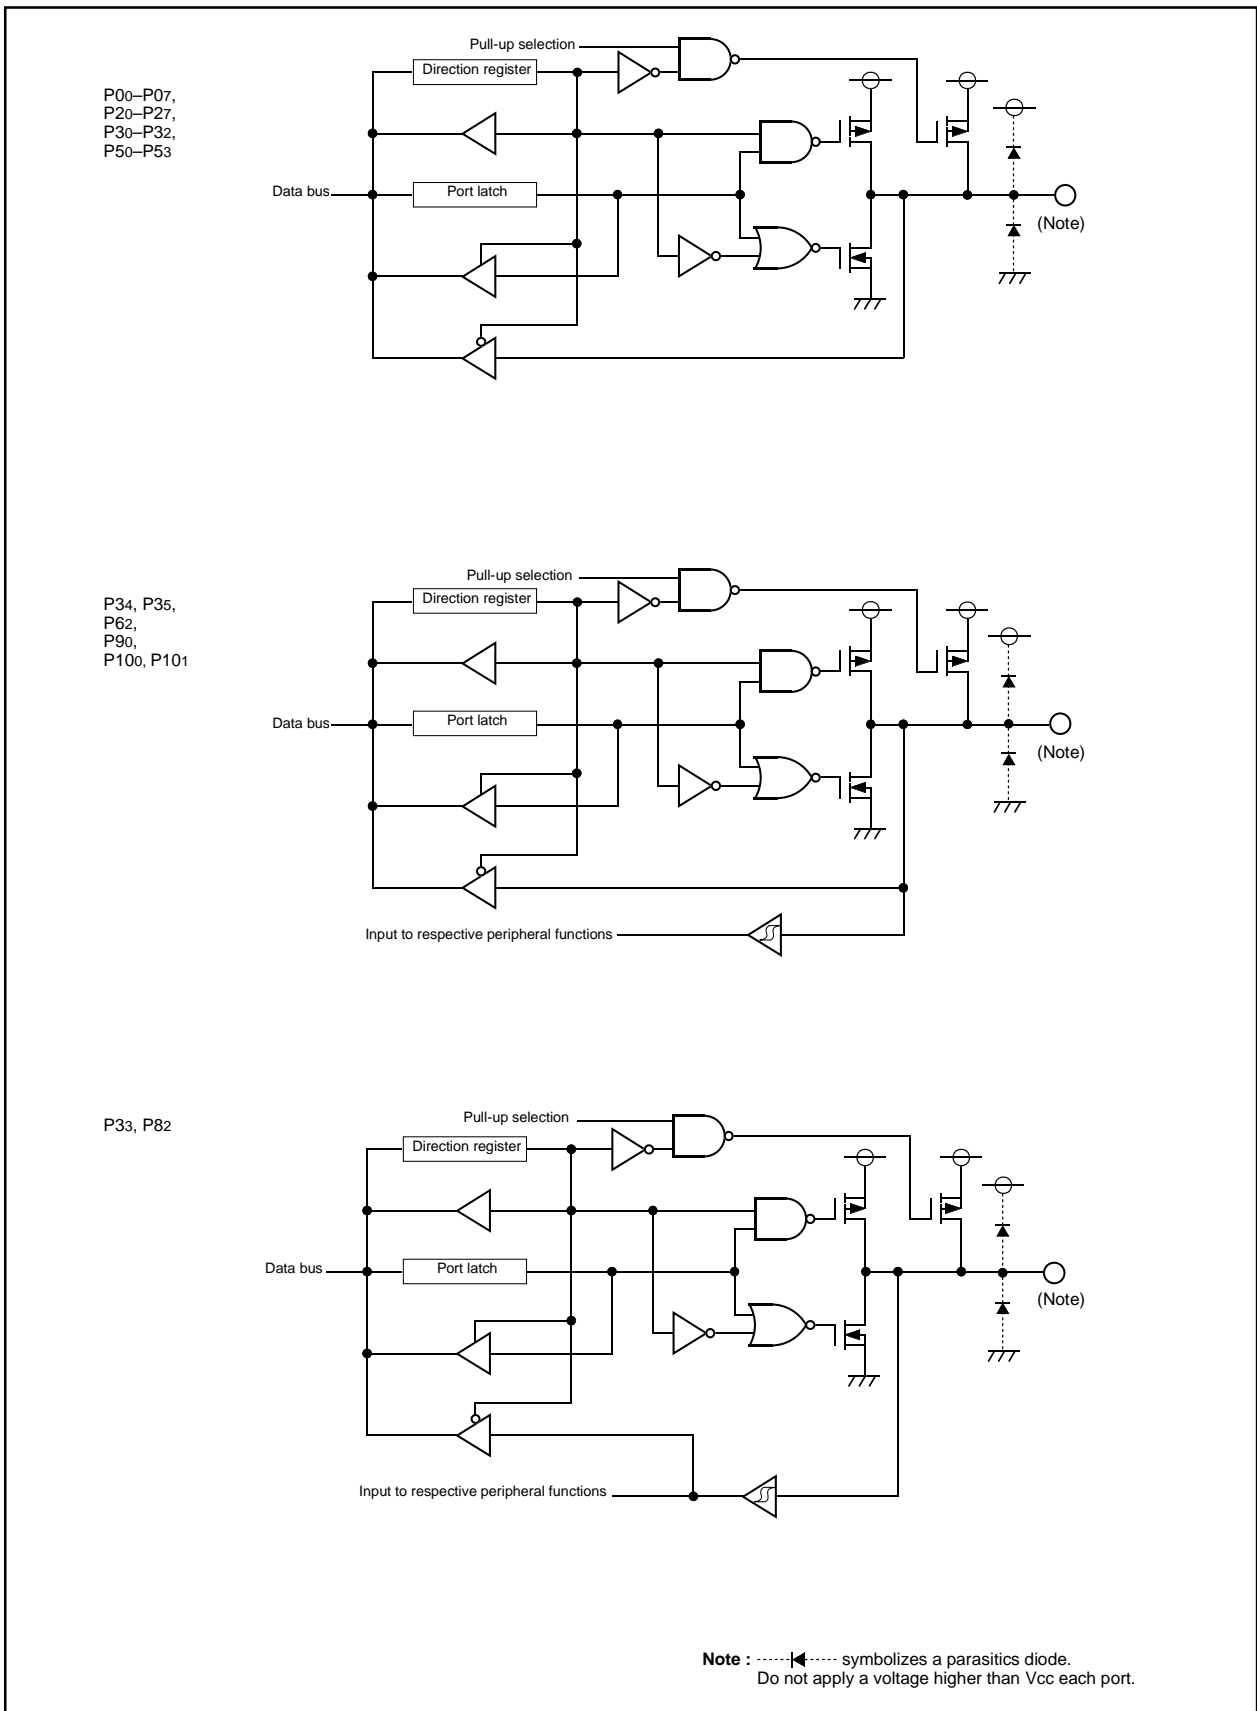 Pull-up selection
Direction register
P00–P07,
P20–P27,
P30–P32,
P50–P53
Data bus
Port latch
(Note)
Pull-up selection
Direction register
P34, P35,
P62,
P90,
P100, P101
Data bus
Port latch
(Note)
Input to respective peripheral functions
P33, P82
Pull-up selection
Direction register
Data bus
Port latch
(Note)
Input to respective peripheral functions
Note : symbolizes a parasitics diode.
Do not apply a voltage higher than Vcc each port.